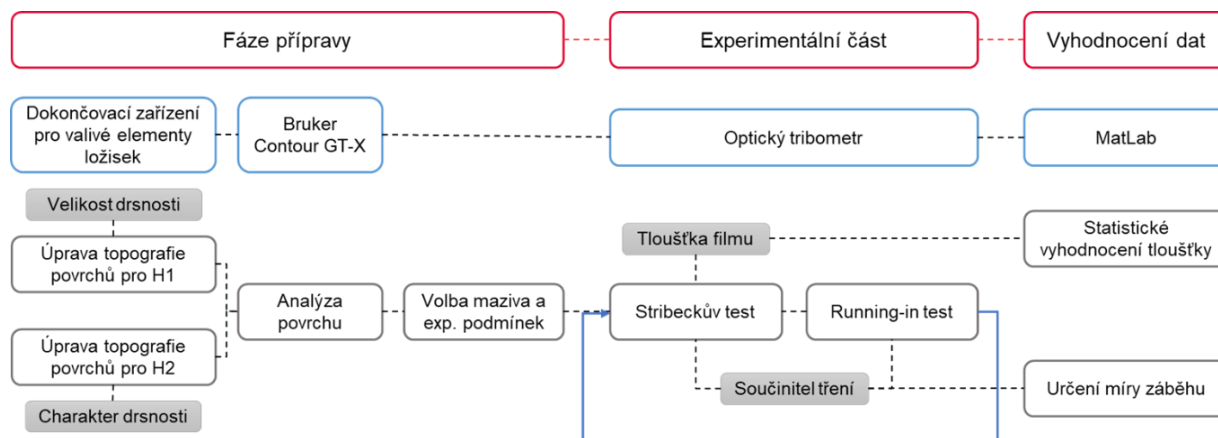 Fáze přípravy
Experimentální část
Vyhodnocení dat
Dokončovací zařízení
pro valivé elementy
ložisek
Bruker
Contour GT-X
Optický tribometr
MatLab
Velikost drsnosti
Úprava topografie
povrchů pro H1
Úprava topografie
povrchů pro H2
Charakter drsnosti
Analýza
povrchu
Volba maziva a
exp. podmínek
Tloušťka filmu
Stribeckův test
Running-in test
Součinitel tření
Statistické
vyhodnocení tloušťky
Určení míry záběhu